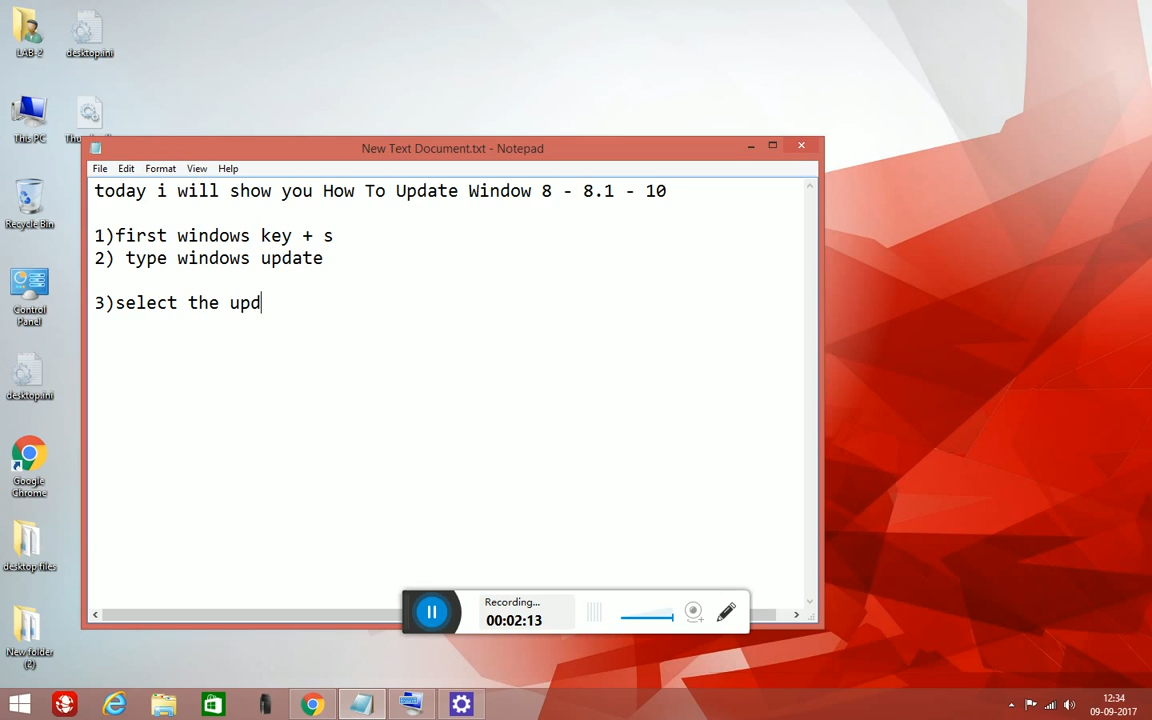 LAB-2
desktop.ini
This PC
Recycle Bin
Control
Panel
desktop.ini
Google
Chrome
desktop files
New folder
(2)
New Text Document.txt - Notepad
File Edit Format View Help
today i will show you How To Update Window 8 - 8.1 - 10
1)first windows key + s
2) type windows update
3)select the upd
Recording...
00:02:13
12:34
09-09-2017